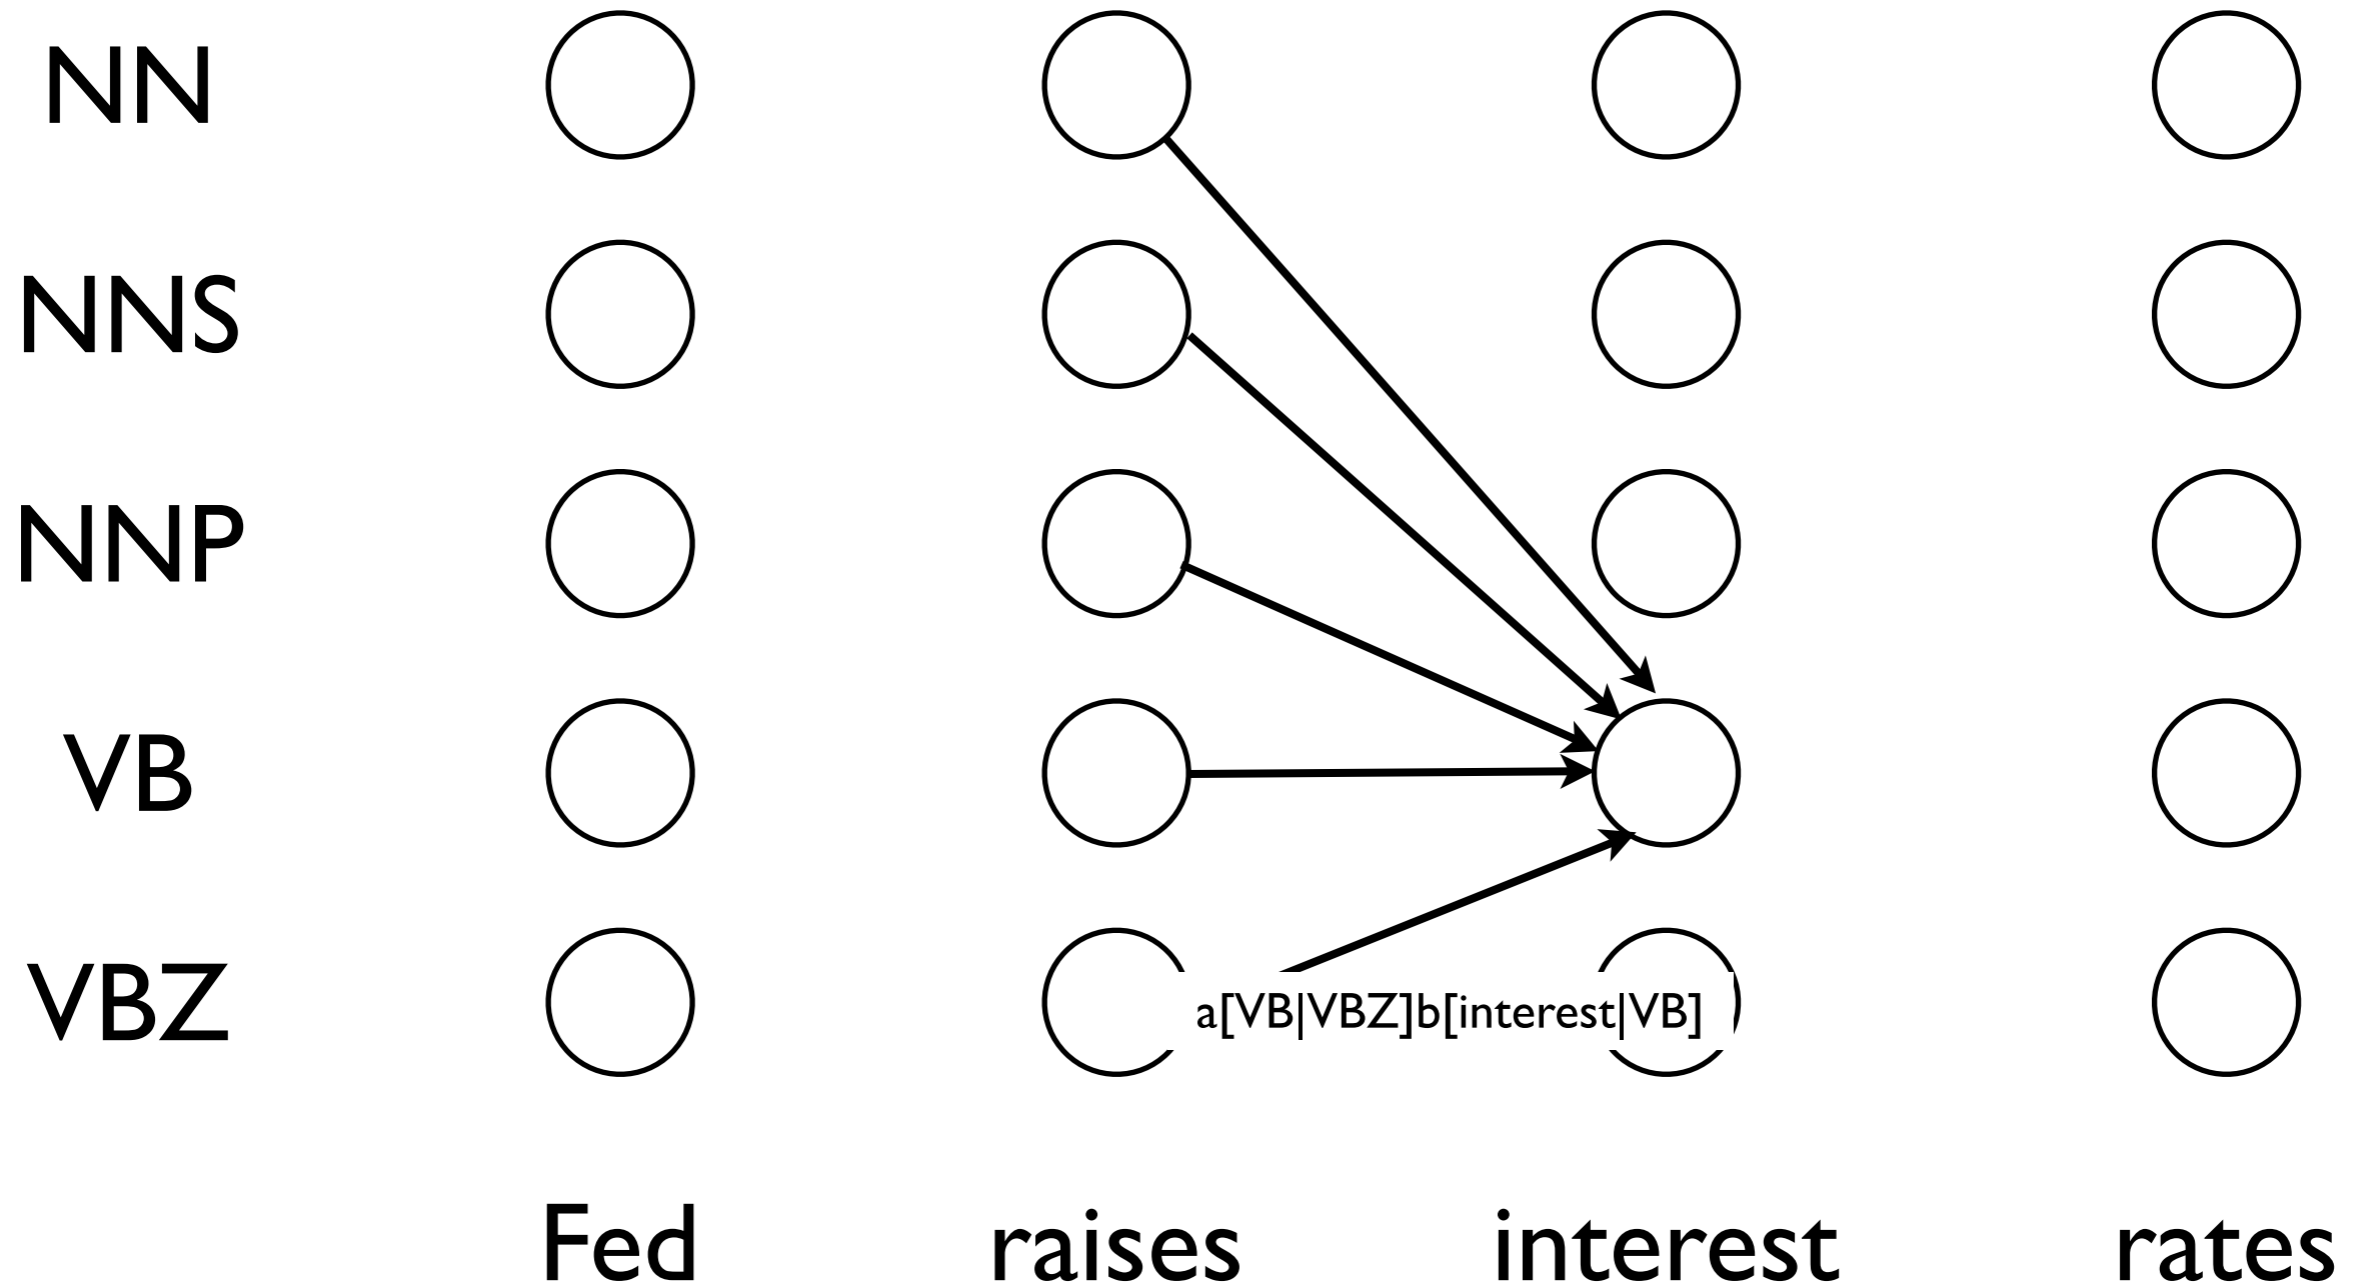 NN
NNS
NNP
VB
VBZ
a[VB|VBZ]b[interest|VB]
Fed raises interest rates